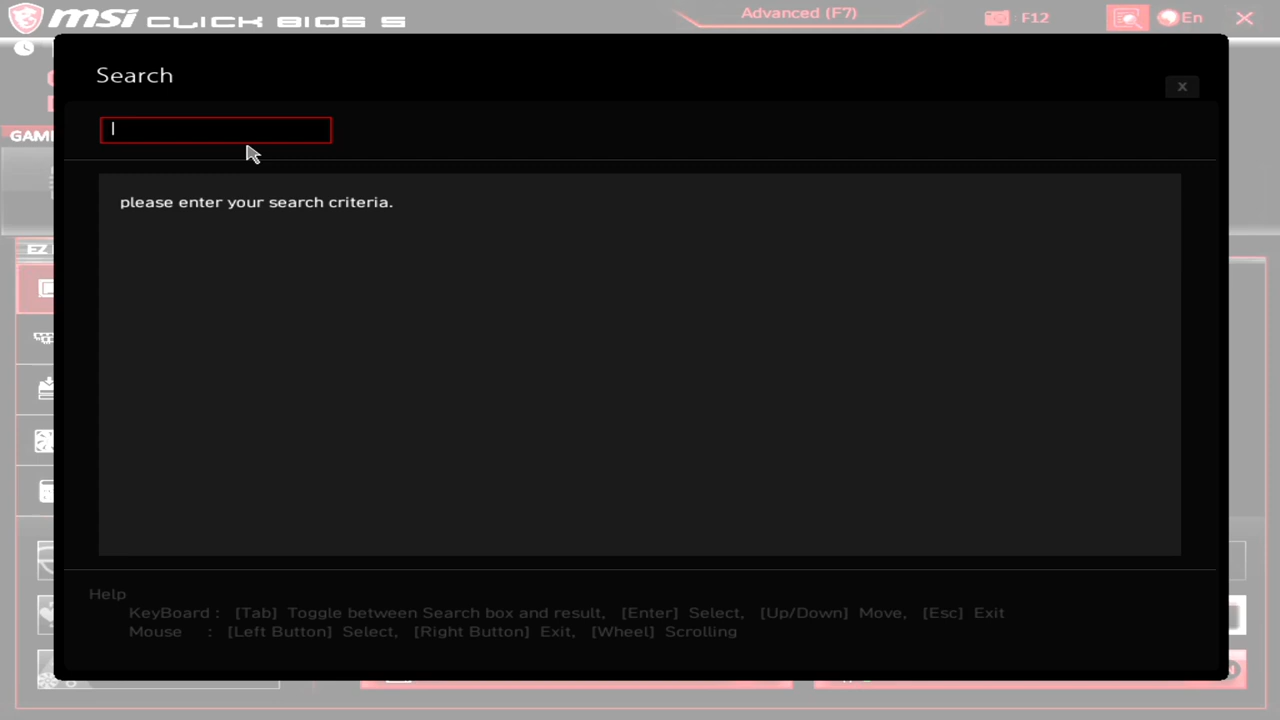 msi CLICK BIOS 5
Advanced (F7)
: F12
En
GAMI
Search
X
please enter your search criteria.
EZ
Help
KeyBoard : [Tab] Toggle between Search box and result, [Enter] Select, [Up/Down] Move, [Esc] Exit
Mouse : [Left Button] Select, [Right Button] Exit, [Wheel] Scrolling